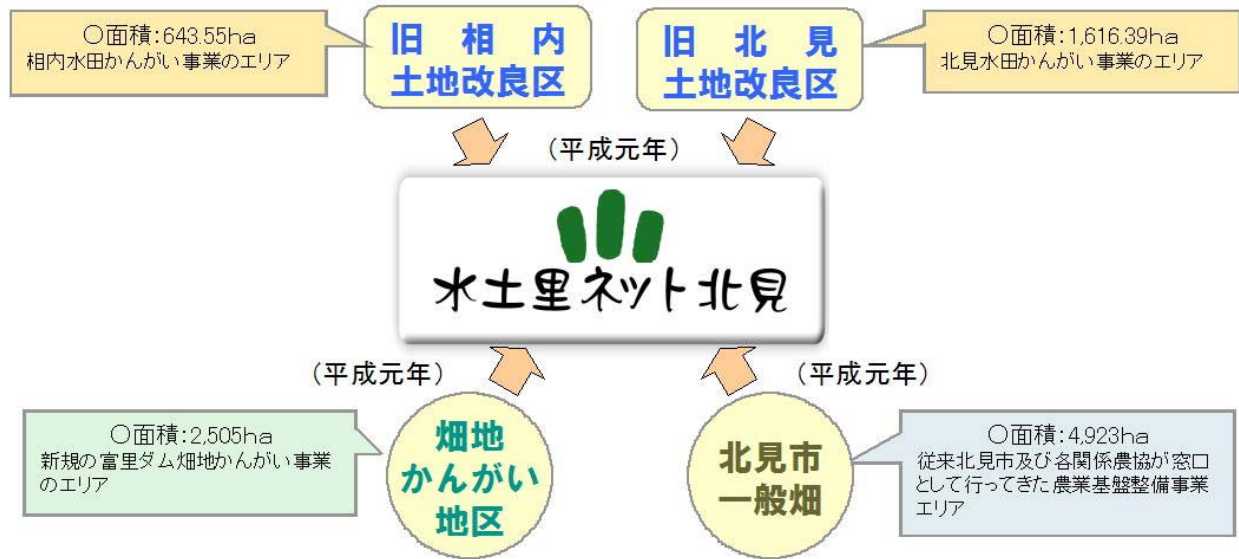 ○面積:643.55ha
相内水田かんがい事業のエリア
旧 相 内
土地改良区
旧 北 見
土地改良区
○面積:1,616.39ha
北見水田かんがい事業のエリア
(平成元年)
水土里ネット北見
(平成元年)
(平成元年)
○面積:2,505ha
新規の富里ダム畑地かんがい事業
のエリア
畑地
かんがい
地区
北見市
一般畑
○面積:4,923ha
従来北見市及び各関係農協が窓口
として行ってきた農業基盤整備事業
エリア